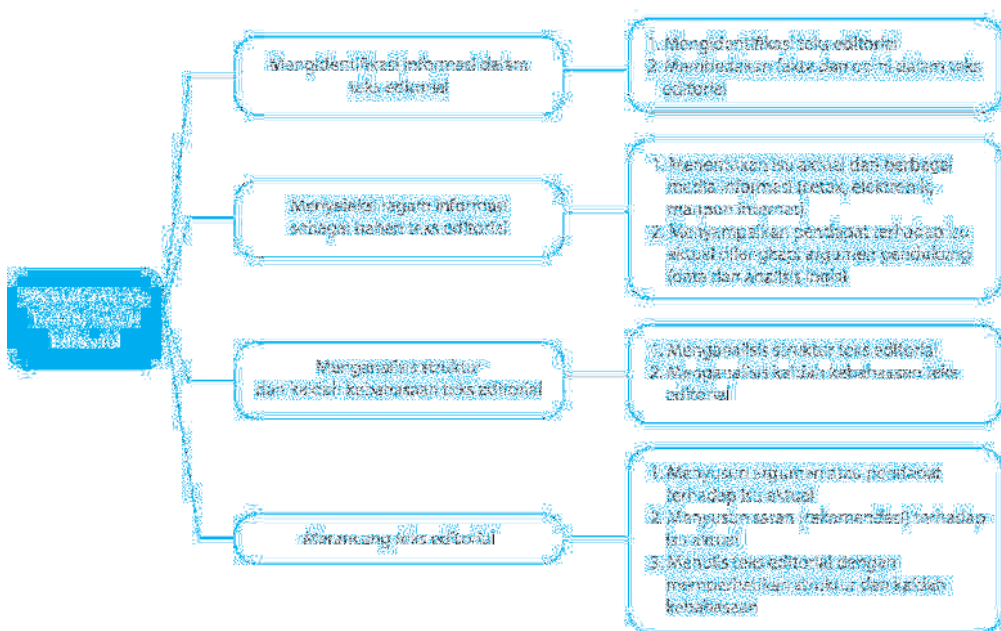 Mengidentifikasi informasi dalam
teks editorial
1. Mengidentifikasi teks editorial
2. Membedakan fakta dan opini dalam teks
editorial
Menyeleksi ragam informasi
sebagai bahan teks editorial
1. Menentukan isu aktual dari berbagai
media informasi (cetak, elektronik,
maupun internet)
2. Menyampaikan pendapat terhadap isu
aktual dilengkapi argumen pendukung
(data dan analisis logis)
Menganalisis struktur
dan kaidah kebahasaan teks editorial
1. Menganalisis struktur teks editorial
2. Menganalisis kaidah kebahasaan teks
editorial
Merancang teks editorial
1. Menyusun argumen atau pendapat
terhadap isu aktual
2. Menyusun saran (rekomendasi) terhadap
isu aktual
3. Menulis teks editorial dengan
memperhatikan struktur dan kaidah
kebahasaan